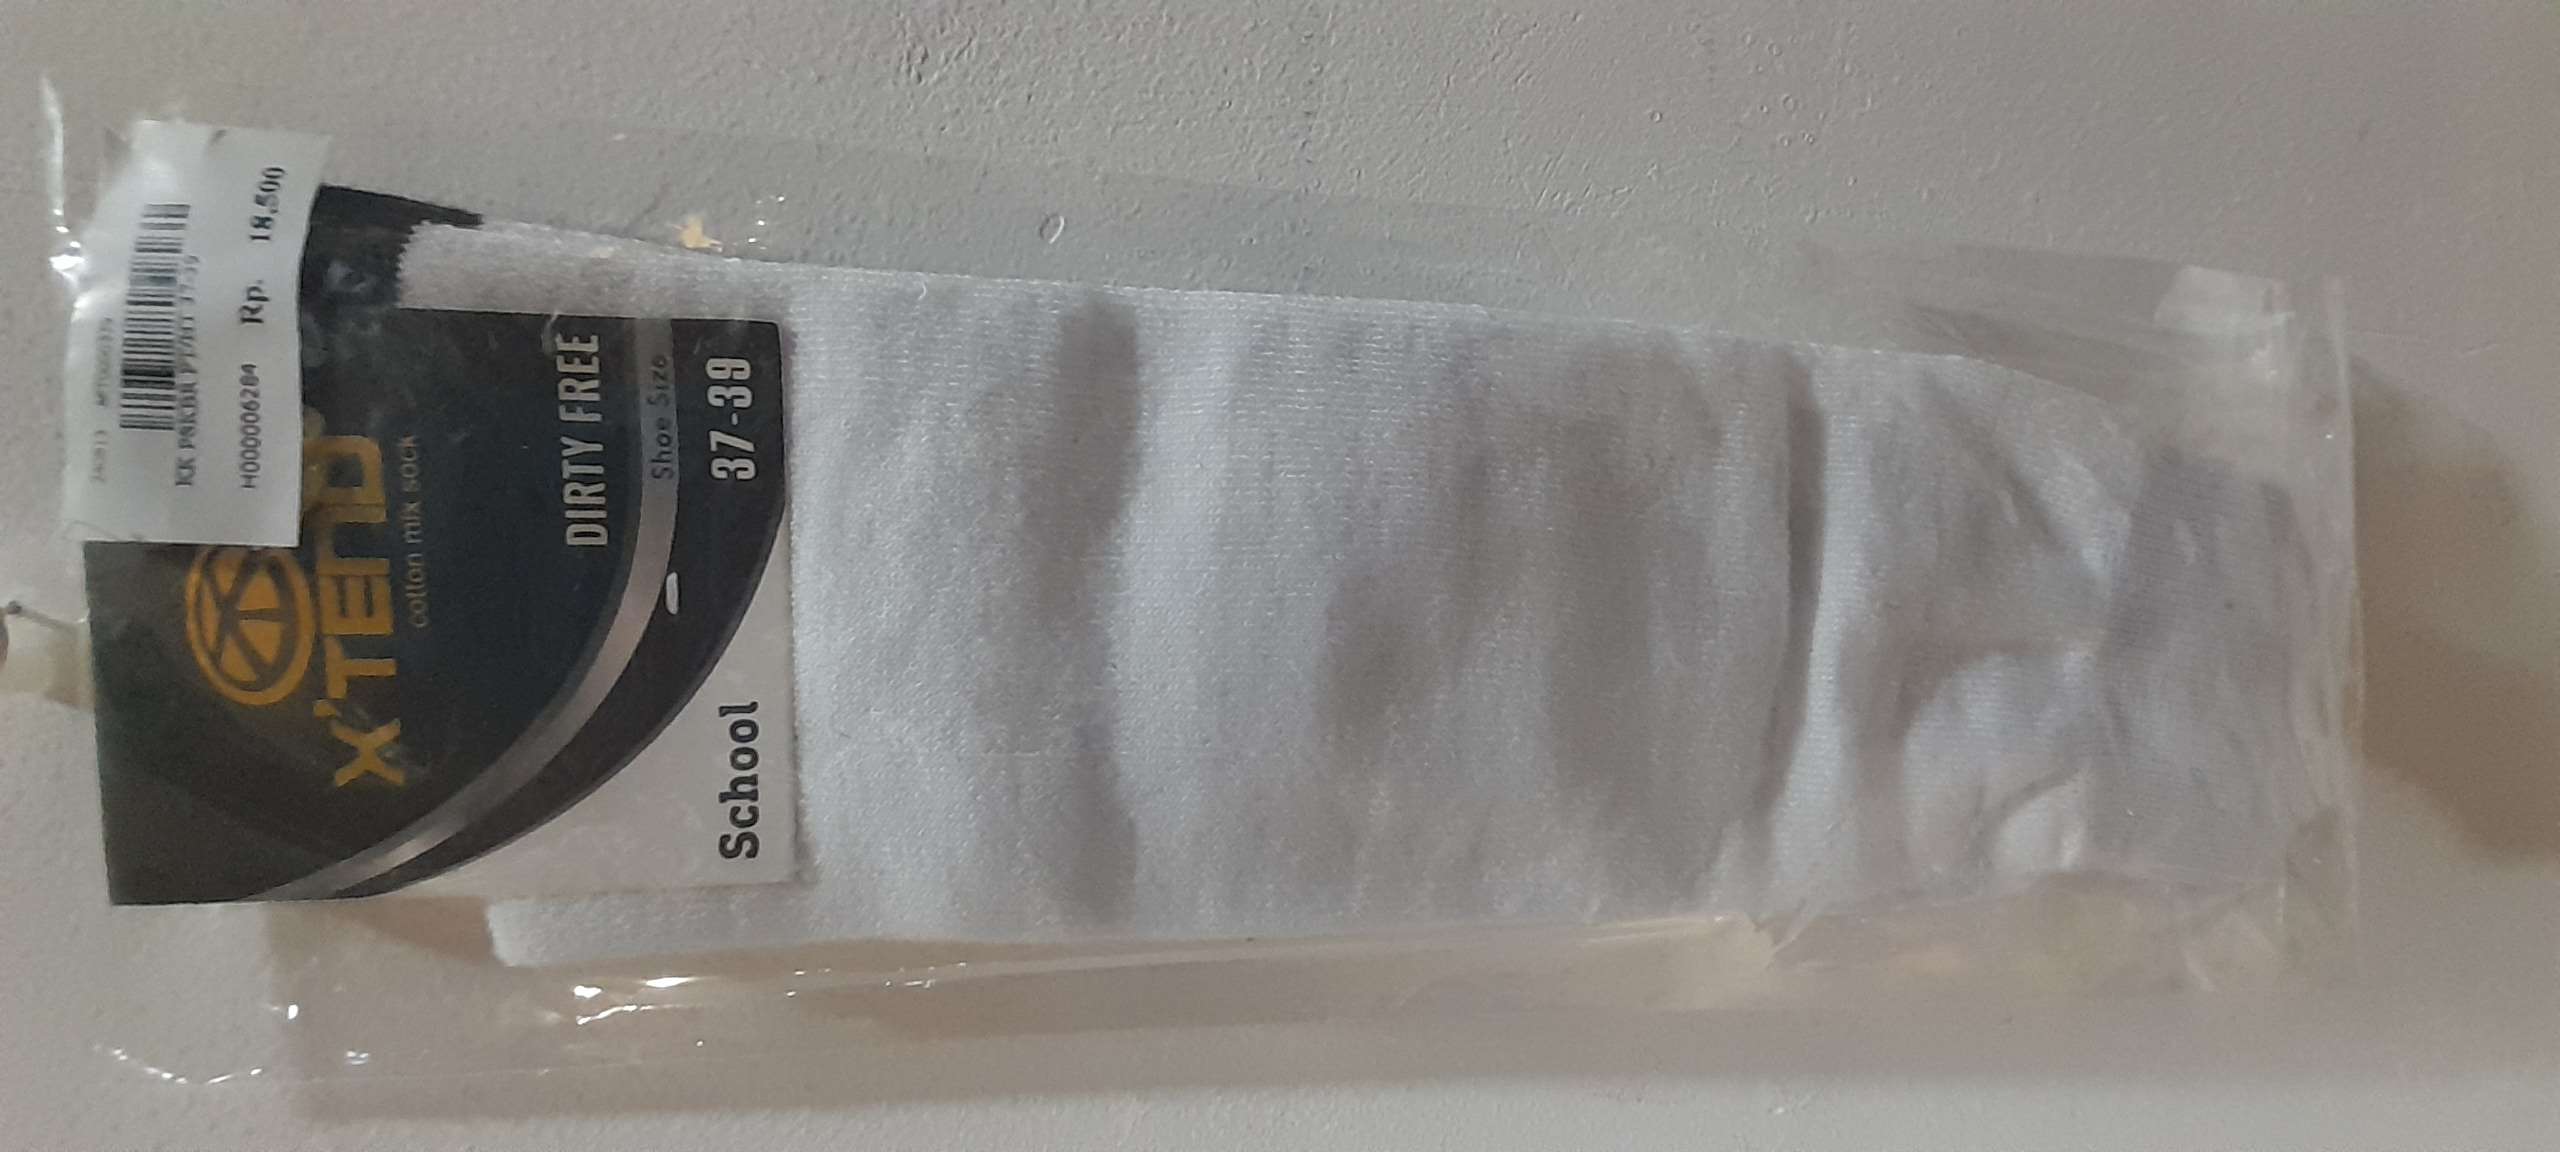 Rp. 18,500
H000006284
X'TEND
cotton mix sock
DIRTY FREE
Shoe Size
37-39
School